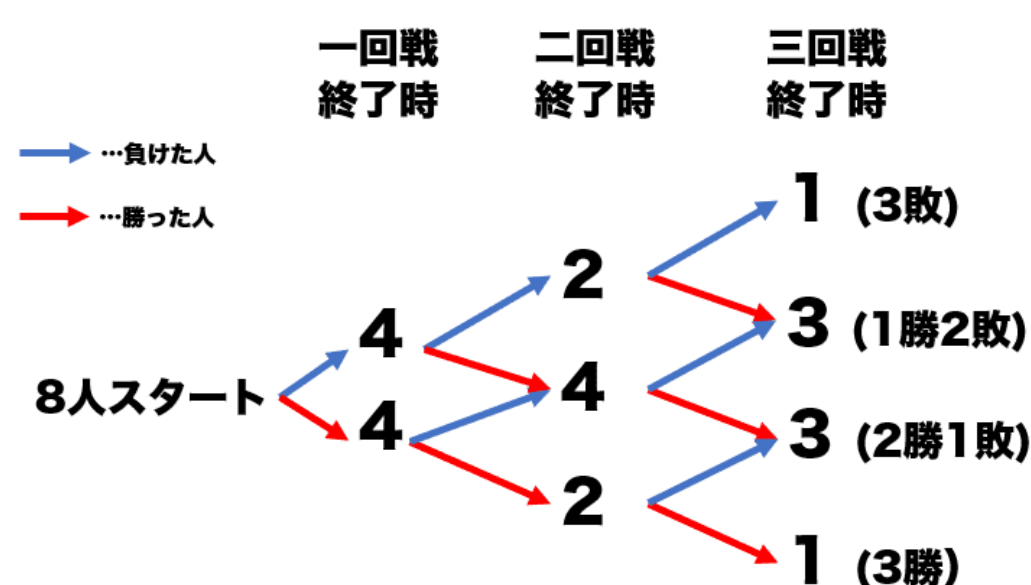 一回戦
終了時
二回戦
終了時
三回戦
終了時
…負けた人
…勝った人
8人スタート
4
4
2
4
2
1 (3敗)
3 (1勝2敗)
3 (2勝1敗)
1 (3勝)